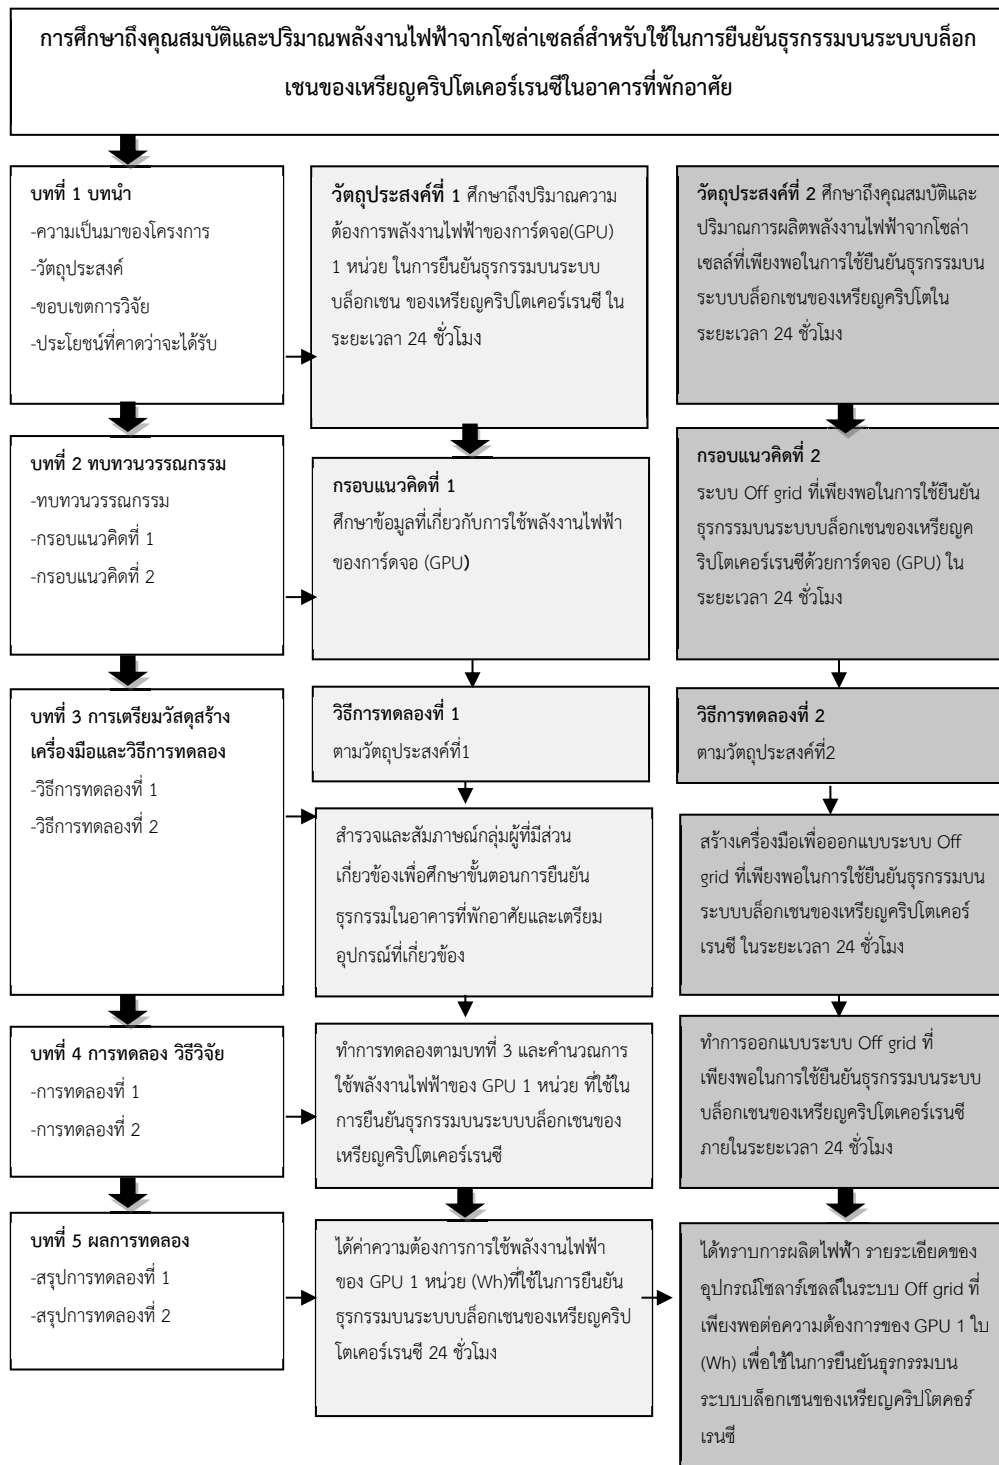 การศึกษาถึงคุณสมบัติและปริมาณพลังงานไฟฟ้าจากโซล่าเซลล์สำหรับใช้ในการยืนยันธุรกรรมบนระบบบล็อก
เชนของเหรียญคริปโตเคอร์เรนซีในอาคารที่พักอาศัย
บทที่ 1 บทนำ
-ความเป็นมาของโครงการ
-วัตถุประสงค์
-ขอบเขตการวิจัย
-ประโยชน์ที่คาดว่าจะได้รับ
วัตถุประสงค์ที่ 1 ศึกษาถึงปริมาณความ
ต้องการพลังงานไฟฟ้าของการ์ดจอ(GPU)
1 หน่วย ในการยืนยันธุรกรรมบนระบบ
บล็อกเชน ของเหรียญคริปโตเคอร์เรนซี ใน
ระยะเวลา 24 ชั่วโมง
วัตถุประสงค์ที่ 2 ศึกษาถึงคุณสมบัติและ
ปริมาณการผลิตพลังงานไฟฟ้าจากโซล่า
เซลล์ที่เพียงพอในการใช้ยืนยันธุรกรรมบน
ระบบบล็อกเชนของเหรียญคริปโตใน
ระยะเวลา 24 ชั่วโมง
บทที่ 2 ทบทวนวรรณกรรม
-ทบทวนวรรณกรรม
-กรอบแนวคิดที่ 1
-กรอบแนวคิดที่ 2
กรอบแนวคิดที่ 1
ศึกษาข้อมูลที่เกี่ยวกับการใช้พลังงานไฟฟ้า
ของการ์ดจอ (GPU)
กรอบแนวคิดที่ 2
ระบบ Off grid ที่เพียงพอในการใช้ยืนยัน
ธุรกรรมบนระบบบล็อกเชนของเหรียญค
ริปโตเคอร์เรนซีด้วยการ์ดจอ (GPU) ใน
ระยะเวลา 24 ชั่วโมง
บทที่ 3 การเตรียมวัสดุสร้าง
เครื่องมือและวิธีการทดลอง
-วิธีการทดลองที่ 1
-วิธีการทดลองที่ 2
วิธีการทดลองที่ 1
ตามวัตถุประสงค์ที่1
วิธีการทดลองที่ 2
ตามวัตถุประสงค์ที่2
สำรวจและสัมภาษณ์กลุ่มผู้ที่มีส่วน
เกี่ยวข้องเพื่อศึกษาขั้นตอนการยืนยัน
ธุรกรรมในอาคารที่พักอาศัยและเตรียม
อุปกรณ์ที่เกี่ยวข้อง
สร้างเครื่องมือเพื่อออกแบบระบบ Off
grid ที่เพียงพอในการใช้ยืนยันธุรกรรมบน
ระบบบล็อกเชนของเหรียญคริปโตเคอร์
เรนซี ในระยะเวลา 24 ชั่วโมง
บทที่ 4 การทดลอง วิธีวิจัย
-การทดลองที่ 1
-การทดลองที่ 2
ทำการทดลองตามบทที่ 3 และคำนวณการ
ใช้พลังงานไฟฟ้าของ GPU 1 หน่วย ที่ใช้ใน
การยืนยันธุรกรรมบนระบบบล็อกเชนของ
เหรียญคริปโตเคอร์เรนซี
ทำการออกแบบระบบ Off grid ที่
เพียงพอในการใช้ยืนยันธุรกรรมบนระบบ
บล็อกเชนของเหรียญคริปโตเคอร์เรนซี
ภายในระยะเวลา 24 ชั่วโมง
บทที่ 5 ผลการทดลอง
-สรุปการทดลองที่ 1
-สรุปการทดลองที่ 2
ได้ค่าความต้องการการใช้พลังงานไฟฟ้า
ของ GPU 1 หน่วย (Wh)ที่ใช้ในการยืนยัน
ธุรกรรมบนระบบบล็อกเชนของเหรียญคริป
โตเคอร์เรนซี 24 ชั่วโมง
ได้ทราบการผลิตไฟฟ้า รายระเอียดของ
อุปกรณ์โซลาร์เซลล์ในระบบ Off grid ที่
เพียงพอต่อความต้องการของ GPU 1 ใบ
(Wh) เพื่อใช้ในการยืนยันธุรกรรมบน
ระบบบล็อกเชนของเหรียญคริปโตคอร์
เรนซี